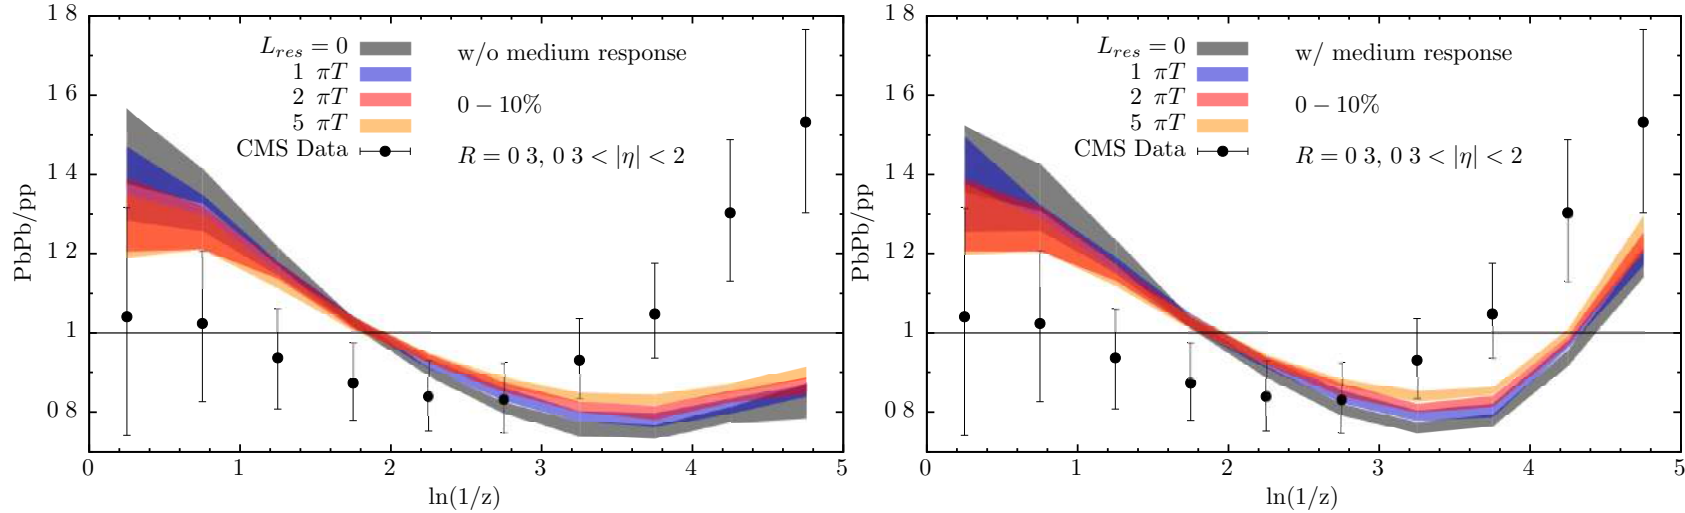 PbPb/pp
1 8
1 6
1 4
1 2
1
0 8
L_res = 0
1 πT
2 πT
5 πT
CMS Data
w/o medium response
0 − 10%
R = 0 3, 0 3 < |η| < 2
0 1 2 3 4 5
ln(1/z)
PbPb/pp
1 8
1 6
1 4
1 2
1
0 8
L_res = 0
1 πT
2 πT
5 πT
CMS Data
w/ medium response
0 − 10%
R = 0 3, 0 3 < |η| < 2
0 1 2 3 4 5
ln(1/z)